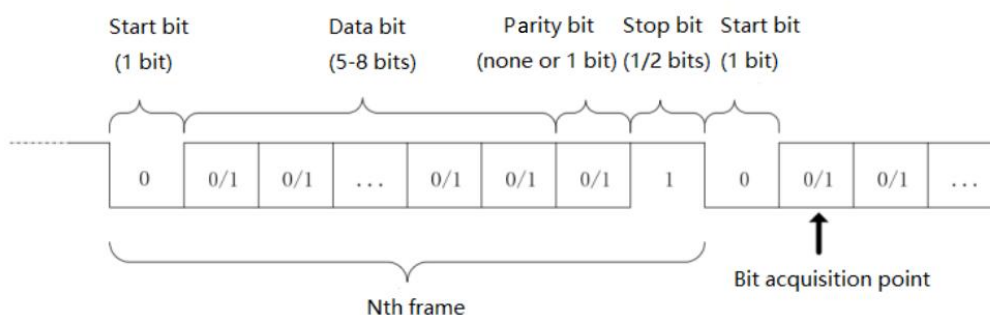 Start bit Data bit Parity bit Stop bit Start bit
(1 bit) (5-8 bits) (none or 1 bit) (1/2 bits) (1 bit)
0 0/1 0/1 ... 0/1 0/1 0/1 1 0 0/1 0/1 ...
Bit acquisition point
Nth frame